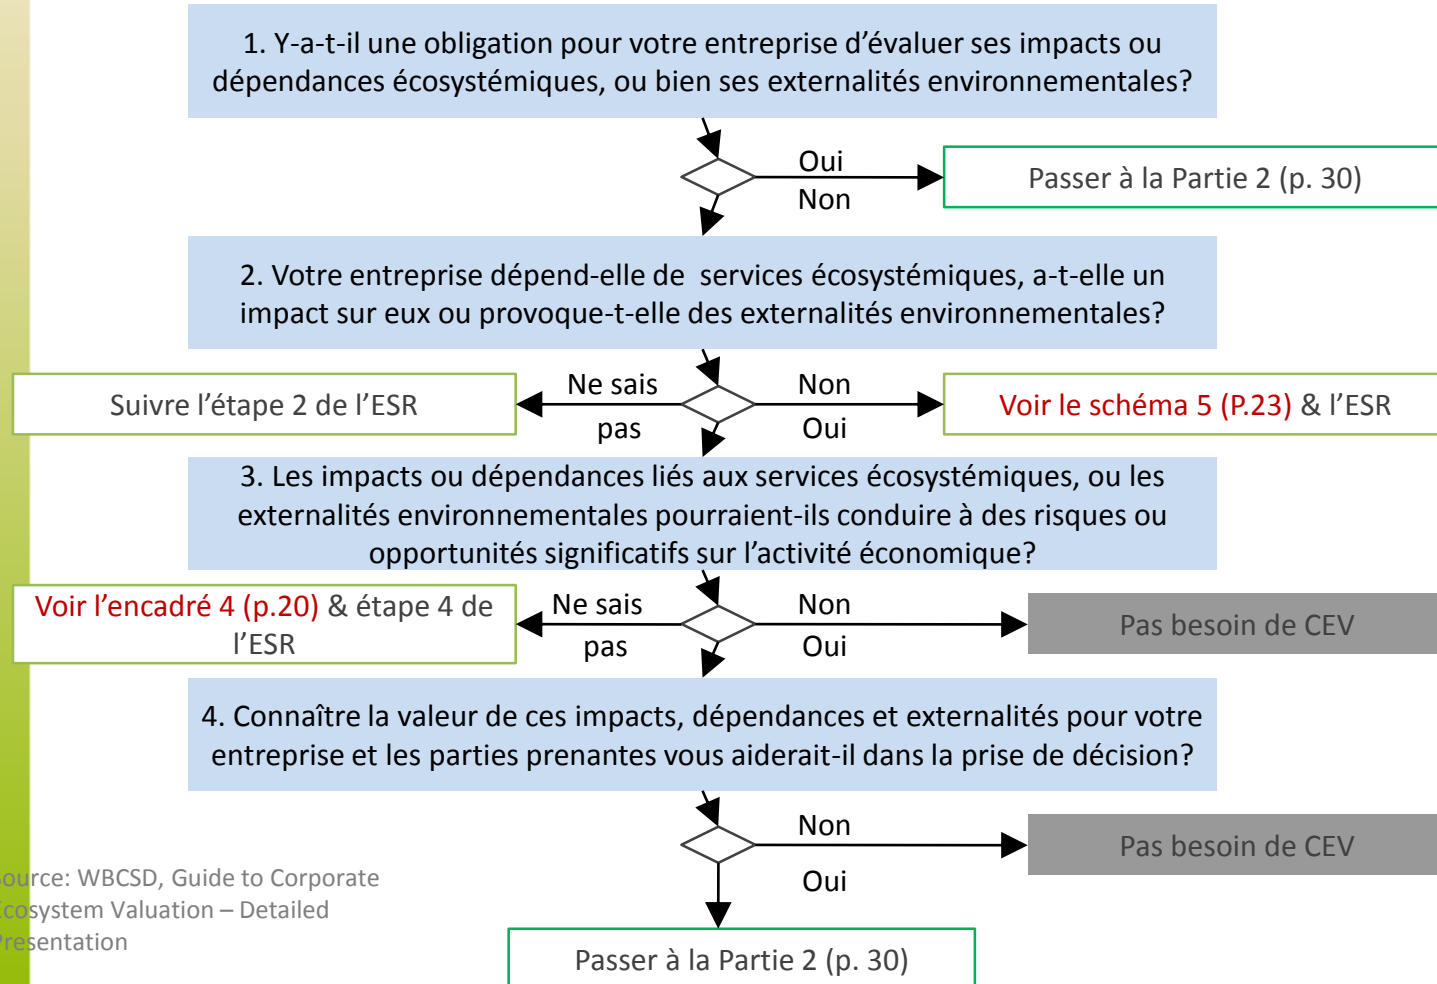 1. Y-a-t-il une obligation pour votre entreprise d’évaluer ses impacts ou
dépendances écosystémiques, ou bien ses externalités environnementales?
Oui
Passer à la Partie 2 (p. 30)
Non
2. Votre entreprise dépend-elle de  services écosystémiques, a-t-elle un
impact sur eux ou provoque-t-elle des externalités environnementales?
Ne sais
pas
Suivre l’étape 2 de l’ESR
Non
Voir le schéma 5 (P.23) & l’ESR
Oui
3. Les impacts ou dépendances liés aux services écosystémiques, ou les
externalités environnementales pourraient-ils conduire à des risques ou
opportunités significatifs sur l’activité économique?
Ne sais
pas
Voir l’encadré 4 (p.20) & étape 4 de
l’ESR
Non
Pas besoin de CEV
Oui
4. Connaître la valeur de ces impacts, dépendances et externalités pour votre
entreprise et les parties prenantes vous aiderait-il dans la prise de décision?
Non
Pas besoin de CEV
Oui
Passer à la Partie 2 (p. 30)
Source: WBCSD, Guide to Corporate
Ecosystem Valuation – Detailed
Presentation